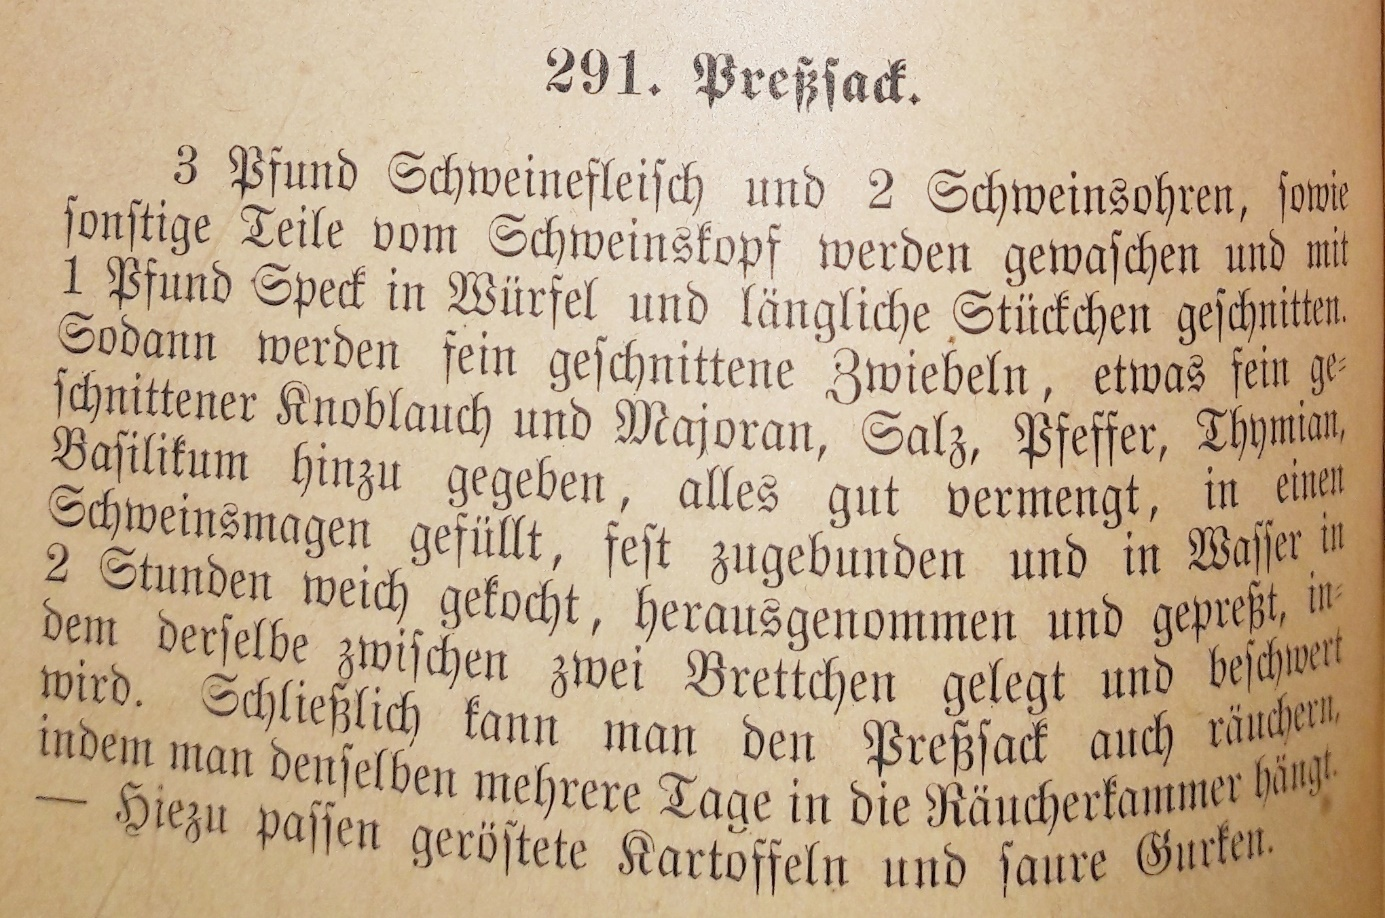 291. Preßsack.
3 Pfund Schweinefleisch und 2 Schweinsohren, sowie
sonstige Teile vom Schweinskopf werden gewaschen und mit
1 Pfund Speck in Würfel und längliche Stückchen geschnitten.
Sodann werden fein geschnittene Zwiebeln, etwas fein ge-
schnittener Knoblauch und Majoran, Salz, Pfeffer, Thymian,
Basilikum hinzu gegeben, alles gut vermengt, in einen
Schweinsmagen gefüllt, fest zugebunden und in Wasser in
2 Stunden weich gekocht, herausgenommen und gepreßt, in-
dem derselbe zwischen zwei Brettchen gelegt und beschwert
wird. Schließlich kann man den Preßsack auch räuchern,
indem man denselben mehrere Tage in die Räucherkammer hängt.
— Hiezu passen geröstete Kartoffeln und saure Gurken.